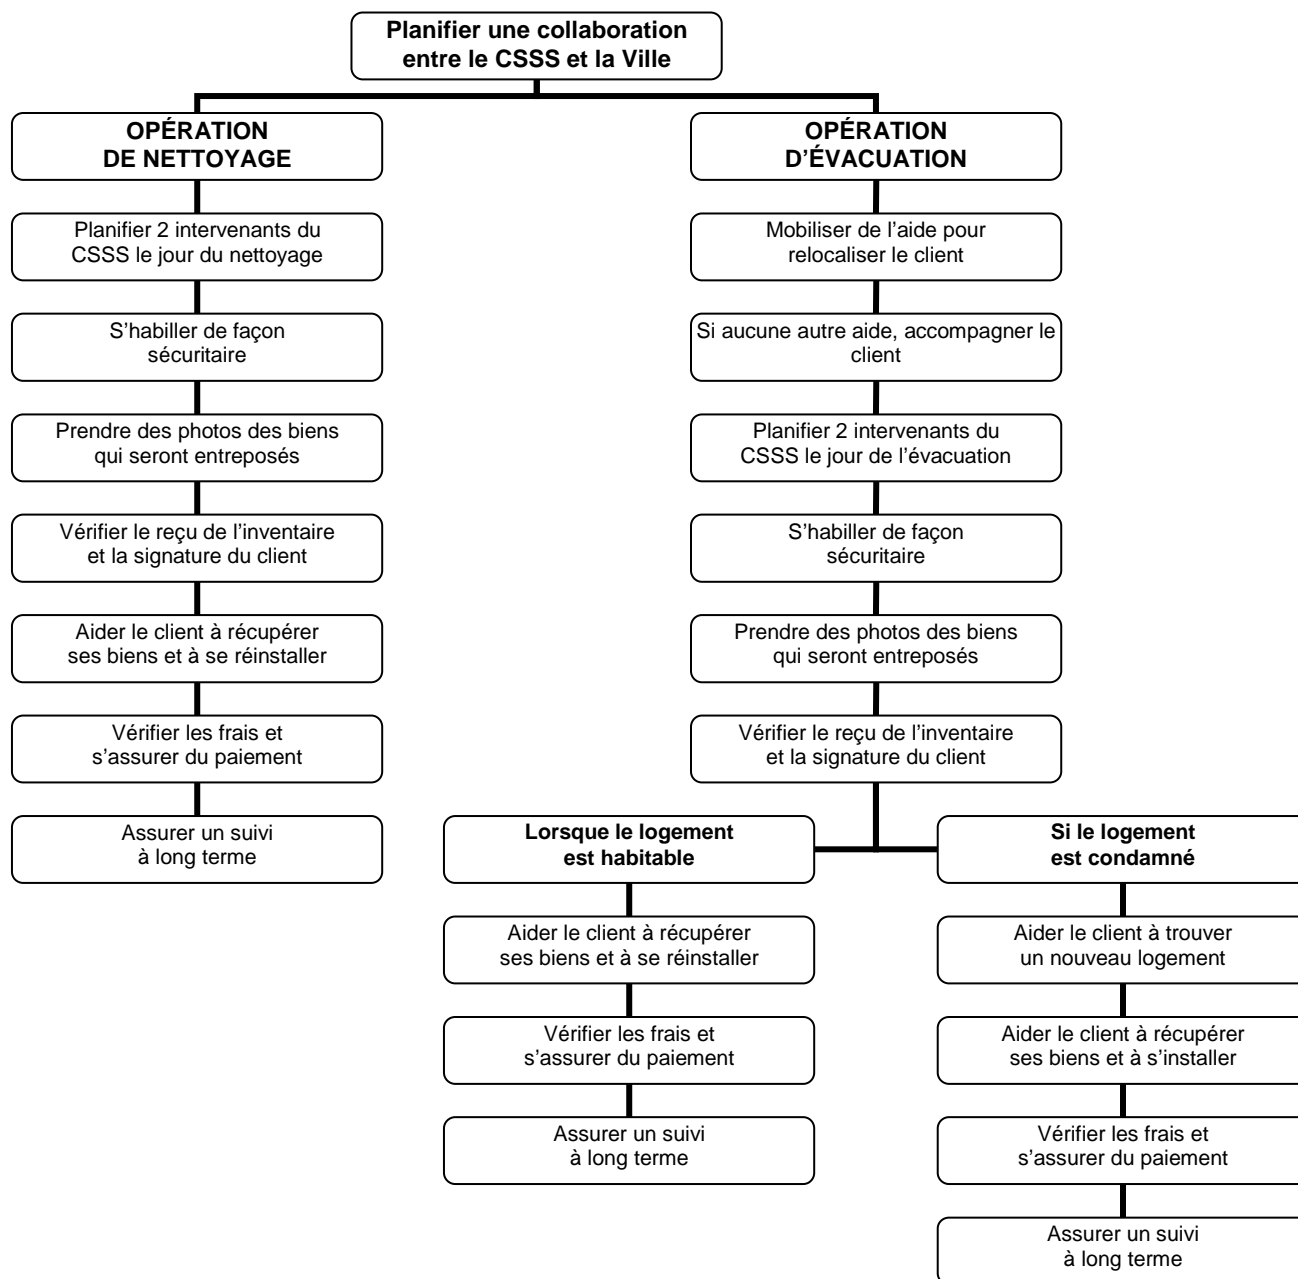 Planifier une collaboration
entre le CSSS et la Ville
OPÉRATION
DE NETTOYAGE
Planifier 2 intervenants du
CSSS le jour du nettoyage
S'habiller de façon
sécuritaire
Prendre des photos des biens
qui seront entreposés
Vérifier le reçu de l'inventaire
et la signature du client
Aider le client à récupérer
ses biens et à se réinstaller
Vérifier les frais et
s'assurer du paiement
Assurer un suivi
à long terme
OPÉRATION
D'ÉVACUATION
Mobiliser de l'aide pour
relocaliser le client
Si aucune autre aide, accompagner le
client
Planifier 2 intervenants du
CSSS le jour de l'évacuation
S'habiller de façon
sécuritaire
Prendre des photos des biens
qui seront entreposés
Vérifier le reçu de l'inventaire
et la signature du client
Lorsque le logement
est habitable
Aider le client à récupérer
ses biens et à se réinstaller
Vérifier les frais et
s'assurer du paiement
Assurer un suivi
à long terme
Si le logement
est condamné
Aider le client à trouver
un nouveau logement
Aider le client à récupérer
ses biens et à s'installer
Vérifier les frais et
s'assurer du paiement
Assurer un suivi
à long terme